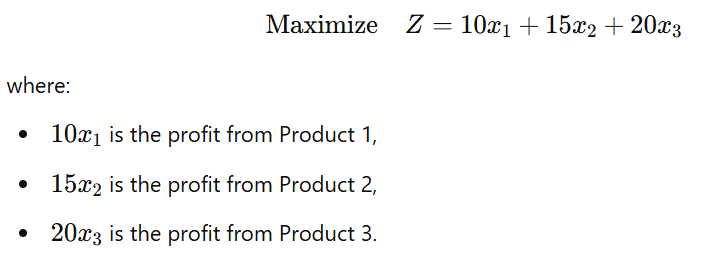 Maximize Z = 10x₁ + 15x₂ + 20x₃
where:
• 10x₁ is the profit from Product 1,
• 15x₂ is the profit from Product 2,
• 20x₃ is the profit from Product 3.